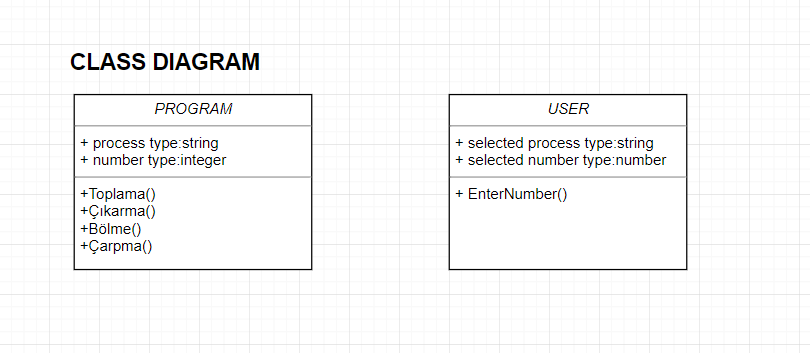 CLASS DIAGRAM
PROGRAM
+ process type:string
+ number type:integer
+Toplama()
+Çıkarma()
+Bölme()
+Çarpma()
USER
+ selected process type:string
+ selected number type:number
+ EnterNumber()